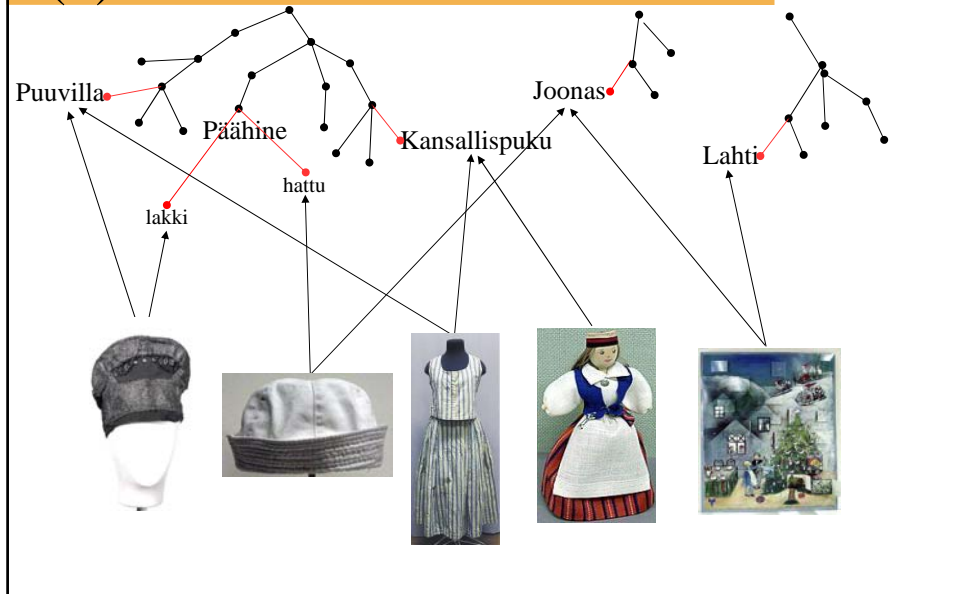 Puuvilla
Joonas
Päähine
Kansallispuku
Lahti
hattu
lakki